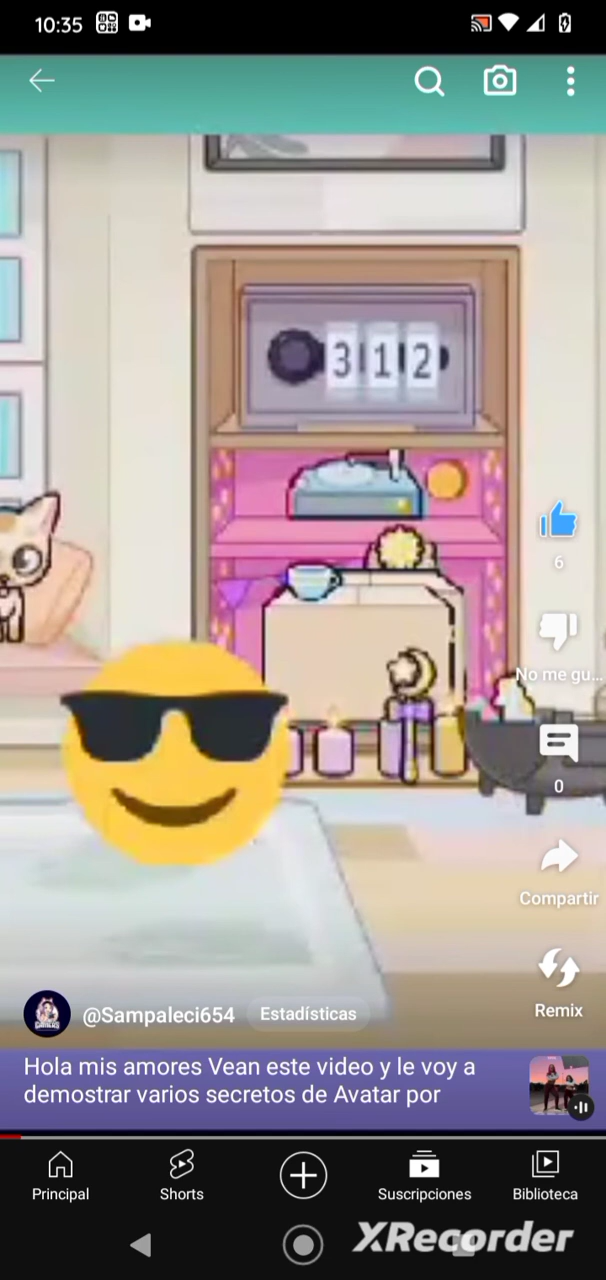 10:35
312
6
No me gu...
0
Compartir
Remix
@Sampaleci654
Estadísticas
Hola mis amores Vean este video y le voy a
demostrar varios secretos de Avatar por
Principal
Shorts
Suscripciones
Biblioteca
XRecorder